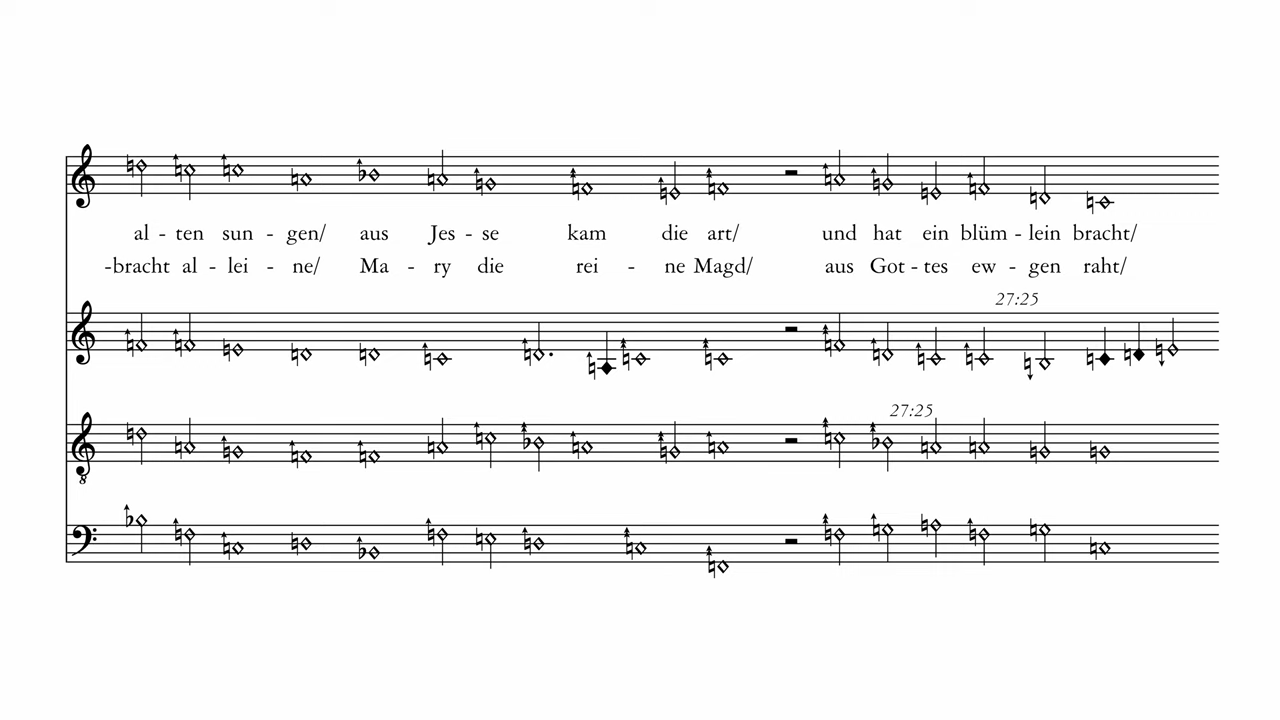 al - ten sun - gen/ aus Jes - se kam die art/ und hat ein blüm - lein bracht/
-bracht al - lei - ne/ Ma - ry die rei - ne Magd/ aus Got - tes ew - gen raht/
27:25
27:25
8